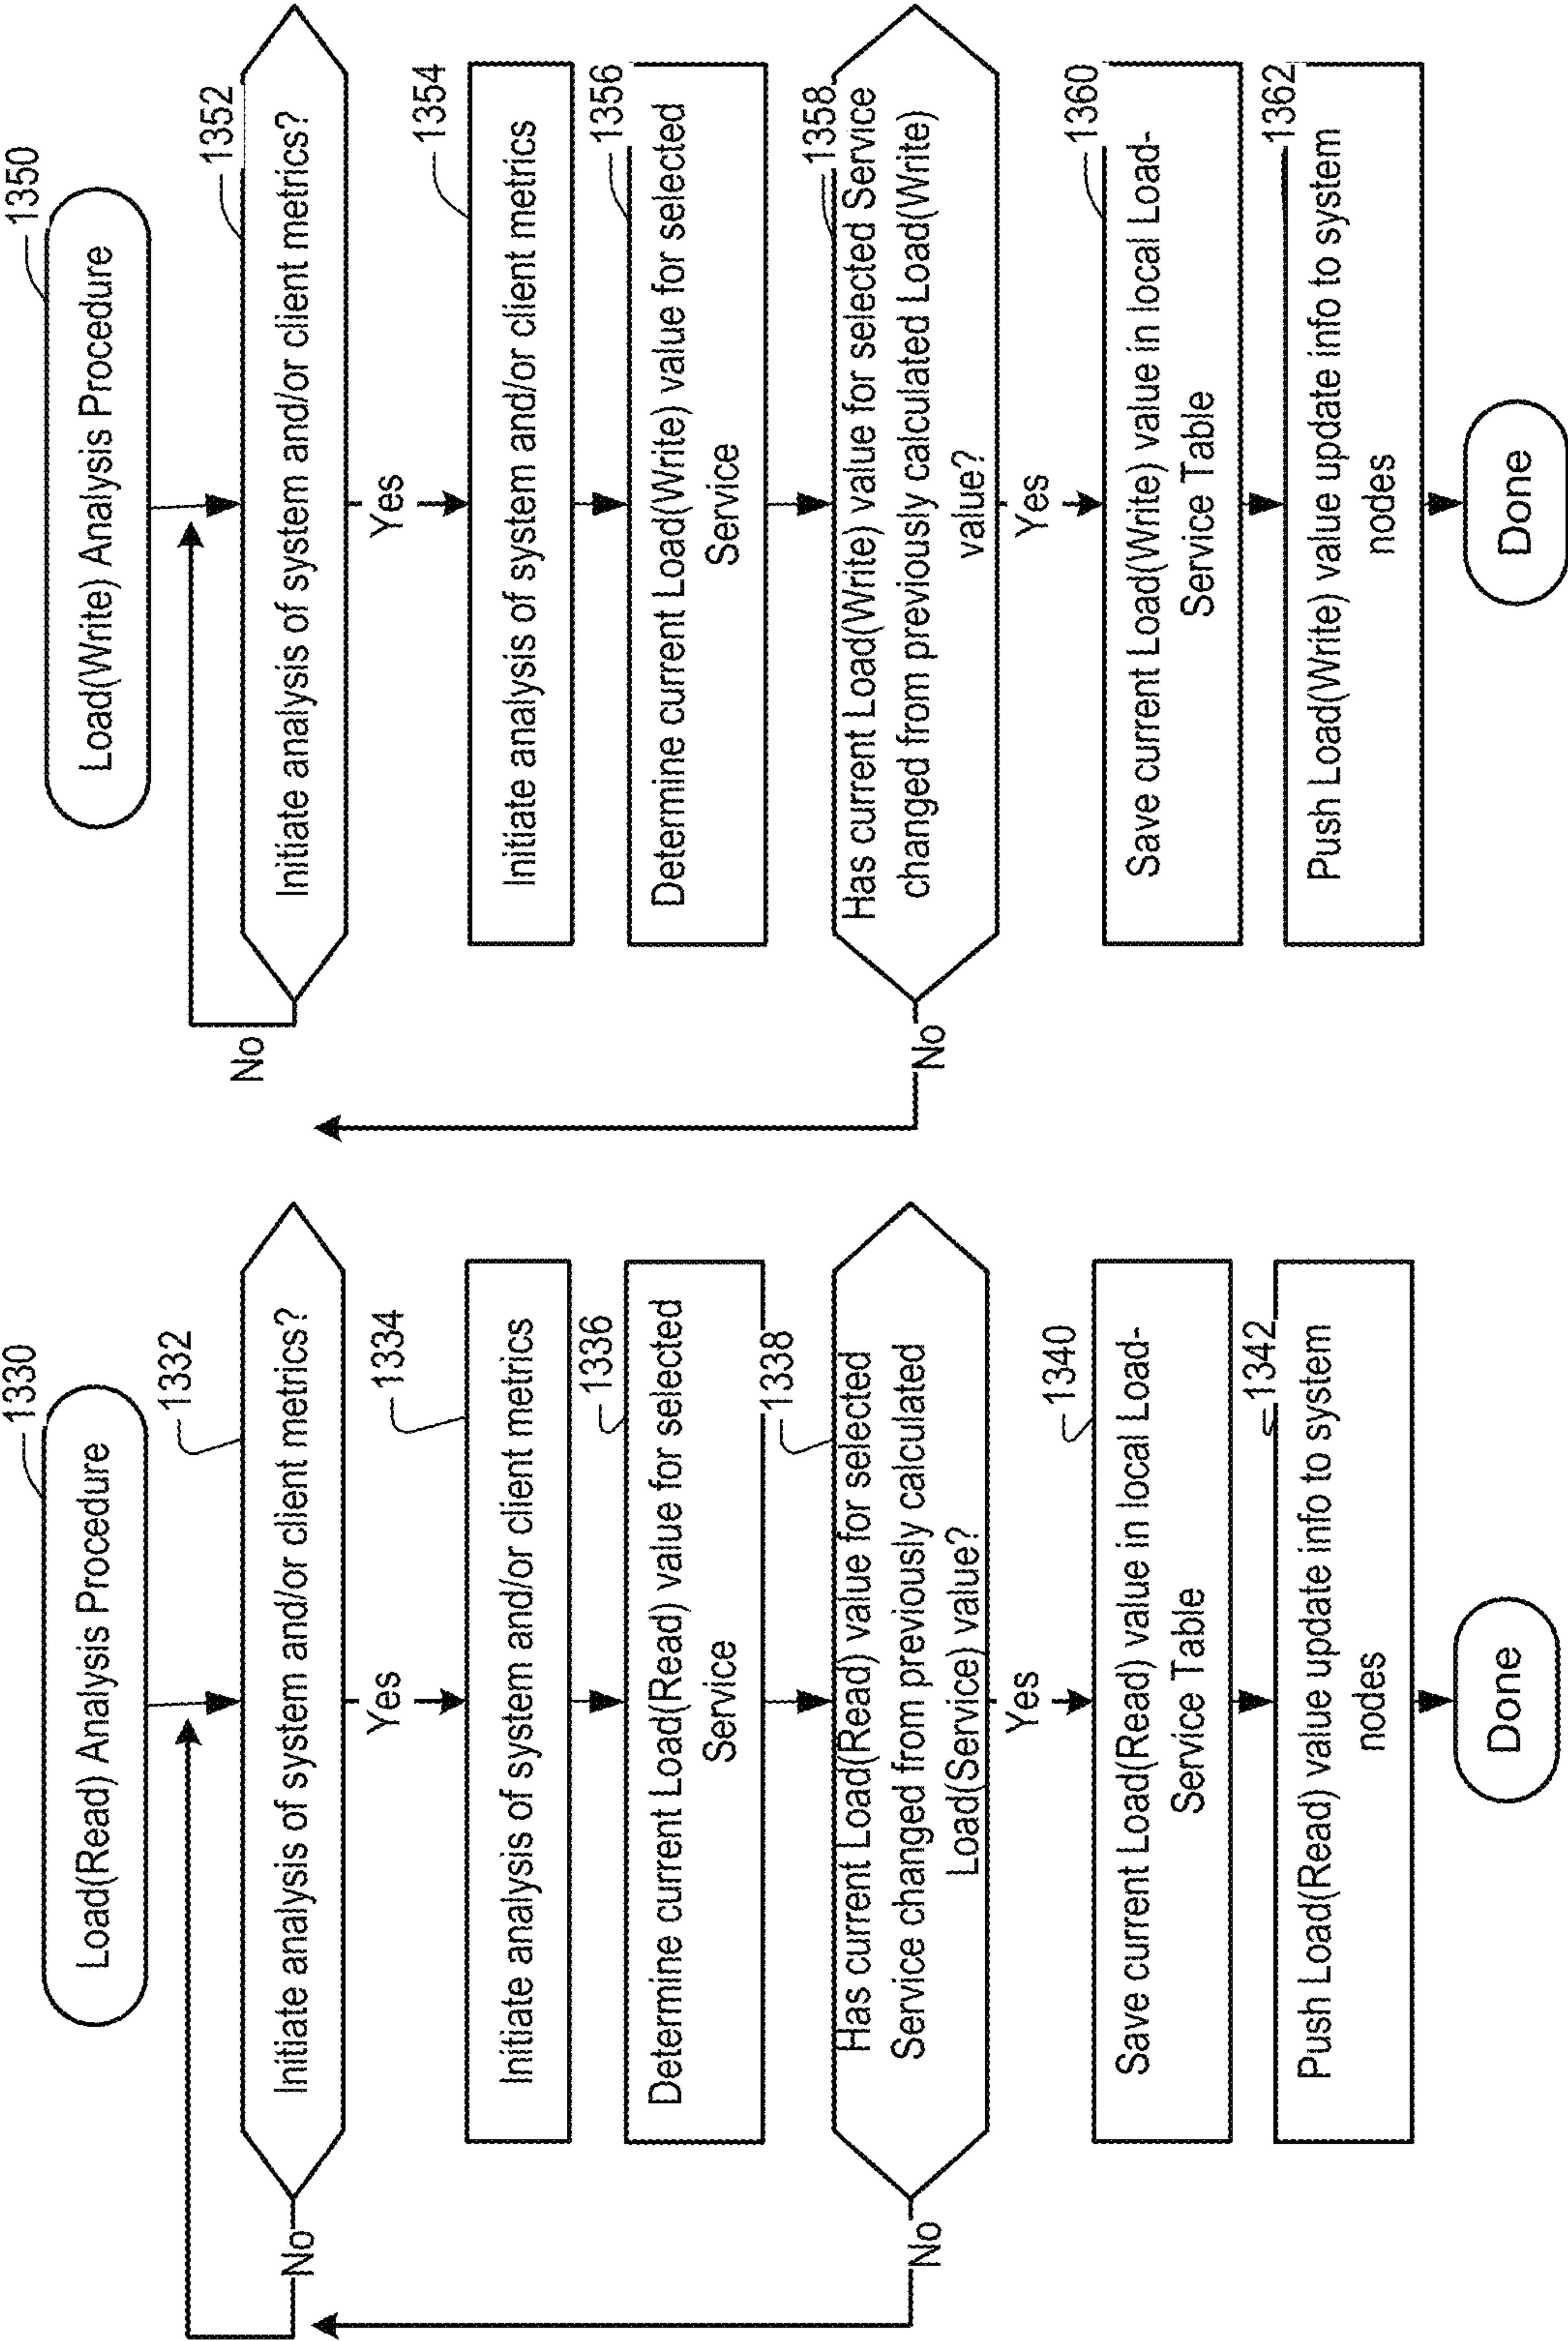 1330
Load(Read) Analysis Procedure
1332
Initiate analysis of system and/or client metrics?
No
Yes
1334
Initiate analysis of system and/or client metrics
1336
Determine current Load(Read) value for selected
Service
1338
Has current Load(Read) value for selected
Service changed from previously calculated
Load(Service) value?
No
Yes
1340
Save current Load(Read) value in local Load-
Service Table
1342
Push Load(Read) value update info to system
nodes
Done
1350
Load(Write) Analysis Procedure
1352
Initiate analysis of system and/or client metrics?
No
Yes
1354
Initiate analysis of system and/or client metrics
1356
Determine current Load(Write) value for selected
Service
1358
Has current Load(Write) value for selected Service
changed from previously calculated Load(Write)
value?
No
Yes
1360
Save current Load(Write) value in local Load-
Service Table
1362
Push Load(Write) value update info to system
nodes
Done